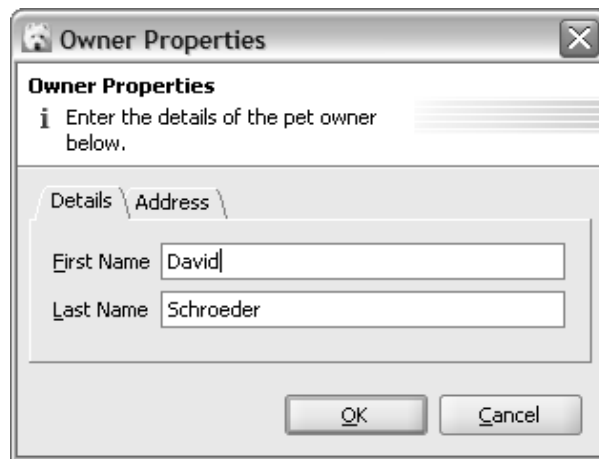 Owner Properties
Owner Properties
Enter the details of the pet owner
below.
Details Address
First Name David
Last Name Schroeder
OK Cancel